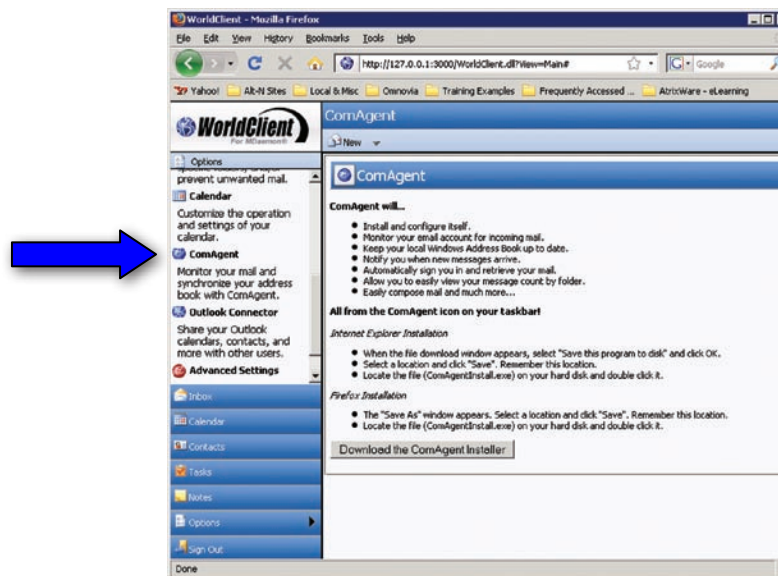 WorldClient - Mozilla Firefox
File Edit View History Bookmarks Tools Help
http://127.0.0.1:3000/WorldClient.dll?View=Main#
Google
Yahoo! Alt-N Sites Local & Misc Omnovia Training Examples Frequently Accessed ... AtrixWare - eLearning
WorldClient
For MDaemon®
ComAgent
New
Options
prevent unwanted mail.
Calendar
Customize the operation
and settings of your
calendar.
ComAgent
Monitor your mail and
synchronize your address
book with ComAgent.
Outlook Connector
Share your Outlook
calendars, contacts, and
more with other users.
Advanced Settings
Inbox
Calendar
Contacts
Tasks
Notes
Options
Sign Out
ComAgent
ComAgent will...
Install and configure itself.
Monitor your email account for incoming mail.
Keep your local Windows Address Book up to date.
Notify you when new messages arrive.
Automatically sign you in and retrieve your mail.
Allow you to easily view your message count by folder.
Easily compose mail and much more...
All from the ComAgent icon on your taskbar!
Internet Explorer Installation
When the file download window appears, select "Save this program to disk" and click OK.
Select a location and click "Save". Remember this location.
Locate the file (ComAgentInstall.exe) on your hard disk and double click it.
Firefox Installation
The "Save As" window appears. Select a location and click "Save". Remember this location.
Locate the file (ComAgentInstall.exe) on your hard disk and double click it.
Download the ComAgent Installer
Done